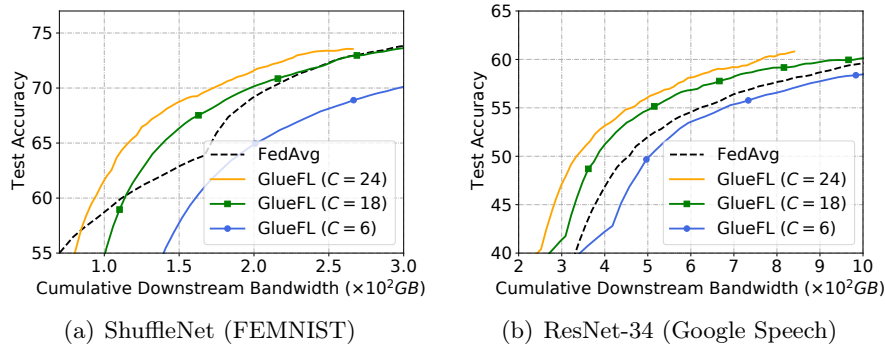 75
70
65
60
55
Test Accuracy
1.0 1.5 2.0 2.5 3.0
Cumulative Downstream Bandwidth (×10²GB)
FedAvg
GlueFL (C = 24)
GlueFL (C = 18)
GlueFL (C = 6)
(a) ShuffleNet (FEMNIST)
65
60
55
50
45
40
Test Accuracy
2 3 4 5 6 7 8 9 10
Cumulative Downstream Bandwidth (×10²GB)
FedAvg
GlueFL (C = 24)
GlueFL (C = 18)
GlueFL (C = 6)
(b) ResNet-34 (Google Speech)